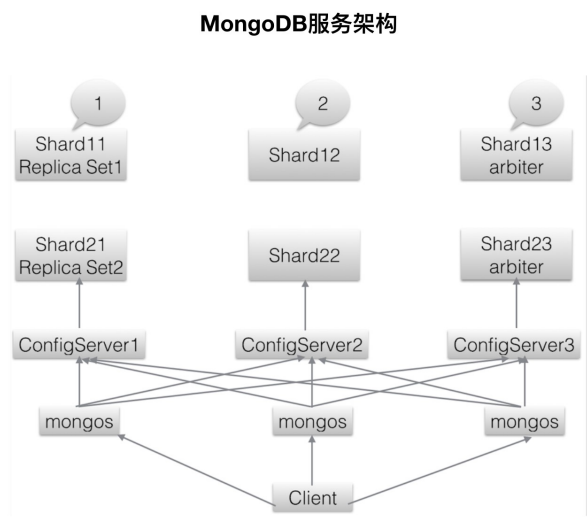 MongoDB服务架构
1
2
3
Shard11
Replica Set1
Shard12
Shard13
arbiter
Shard21
Replica Set2
Shard22
Shard23
arbiter
ConfigServer1
ConfigServer2
ConfigServer3
mongos
mongos
mongos
Client